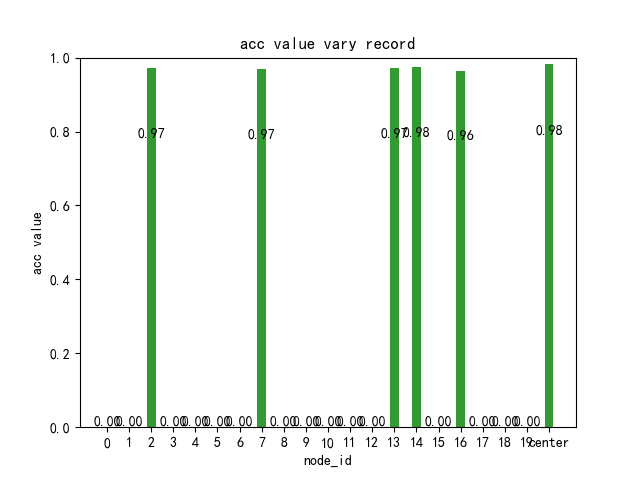 acc value vary record
acc value
1.0
0.8
0.6
0.4
0.2
0.0
0.97 0.97 0.97 0.98 0.96 0.98
0.00 0.00 0.00 0.00 0.00 0.00 0.00 0.00 0.00 0.00 0.00 0.00 0.00 0.00 0.00
0 1 2 3 4 5 6 7 8 9 10 11 12 13 14 15 16 17 18 19 center
node_id